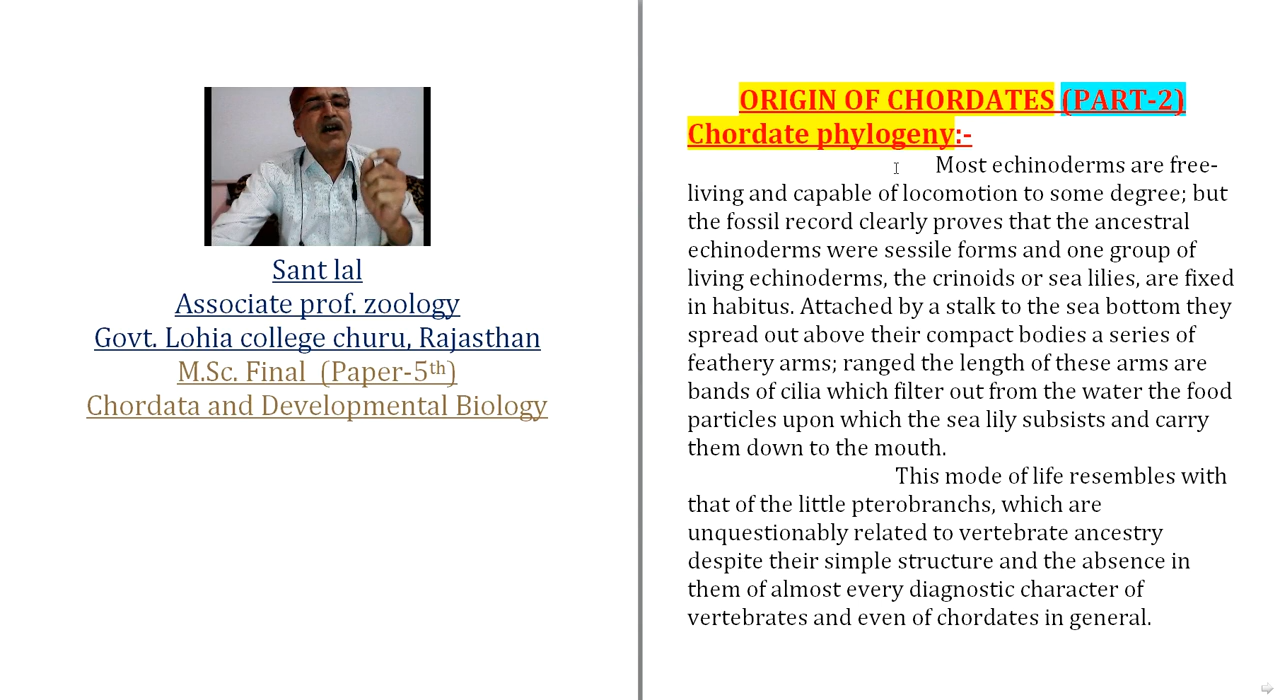 Sant lal
Associate prof. zoology
Govt. Lohia college churu, Rajasthan
M.Sc. Final  (Paper-5th)
Chordata and Developmental Biology
ORIGIN OF CHORDATES (PART-2)
Chordate phylogeny:-
Most echinoderms are free-
living and capable of locomotion to some degree; but
the fossil record clearly proves that the ancestral
echinoderms were sessile forms and one group of
living echinoderms, the crinoids or sea lilies, are fixed
in habitus. Attached by a stalk to the sea bottom they
spread out above their compact bodies a series of
feathery arms; ranged the length of these arms are
bands of cilia which filter out from the water the food
particles upon which the sea lily subsists and carry
them down to the mouth.
This mode of life resembles with
that of the little pterobranchs, which are
unquestionably related to vertebrate ancestry
despite their simple structure and the absence in
them of almost every diagnostic character of
vertebrates and even of chordates in general.